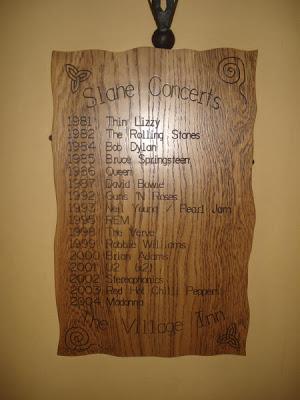 Slane Concerts
1981 Thin Lizzy
1982 The Rolling Stones
1984 Bob Dylan
1985 Bruce Springsteen
1986 Queen
1987 David Bowie
1992 Guns 'N Roses
1993 Neil Young / Pearl Jam
1995 REM
1998 The Verve
1999 Robbie Williams
2000 Brian Adams
2001 U2 (x2)
2002 Stereophonics
2003 Red Hot Chilli Peppers
2004 Madonna
The Village Inn